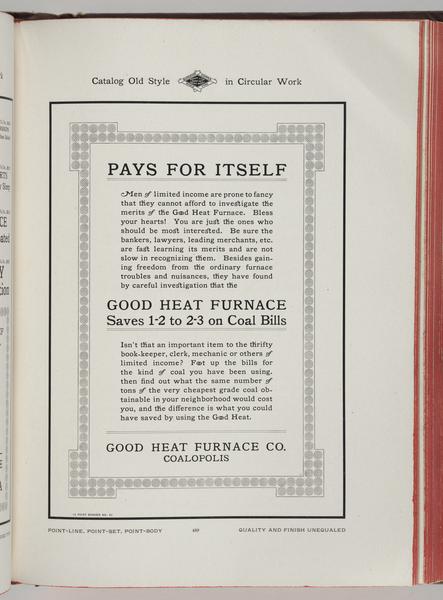 Catalog Old Style in Circular Work
PAYS FOR ITSELF
Men of limited income are prone to fancy
that they cannot afford to investigate the
merits of the Good Heat Furnace. Bless
your hearts! You are just the ones who
should be most interested. Be sure the
bankers, lawyers, leading merchants, etc.
are fast learning its merits and are not
slow in recognizing them. Besides gain-
ing freedom from the ordinary furnace
troubles and nuisances, they have found
by careful investigation that the
GOOD HEAT FURNACE
Saves 1-2 to 2-3 on Coal Bills
Isn't that an important item to the thrifty
book-keeper, clerk, mechanic or others of
limited income? Foot up the bills for
the kind of coal you have been using,
then find out what the same number of
tons of the very cheapest grade coal ob-
tainable in your neighborhood would cost
you, and the difference is what you could
have saved by using the Good Heat.
GOOD HEAT FURNACE CO.
COALOPOLIS
POINT-LINE, POINT-SET, POINT-BODY 489 QUALITY AND FINISH UNEQUALED